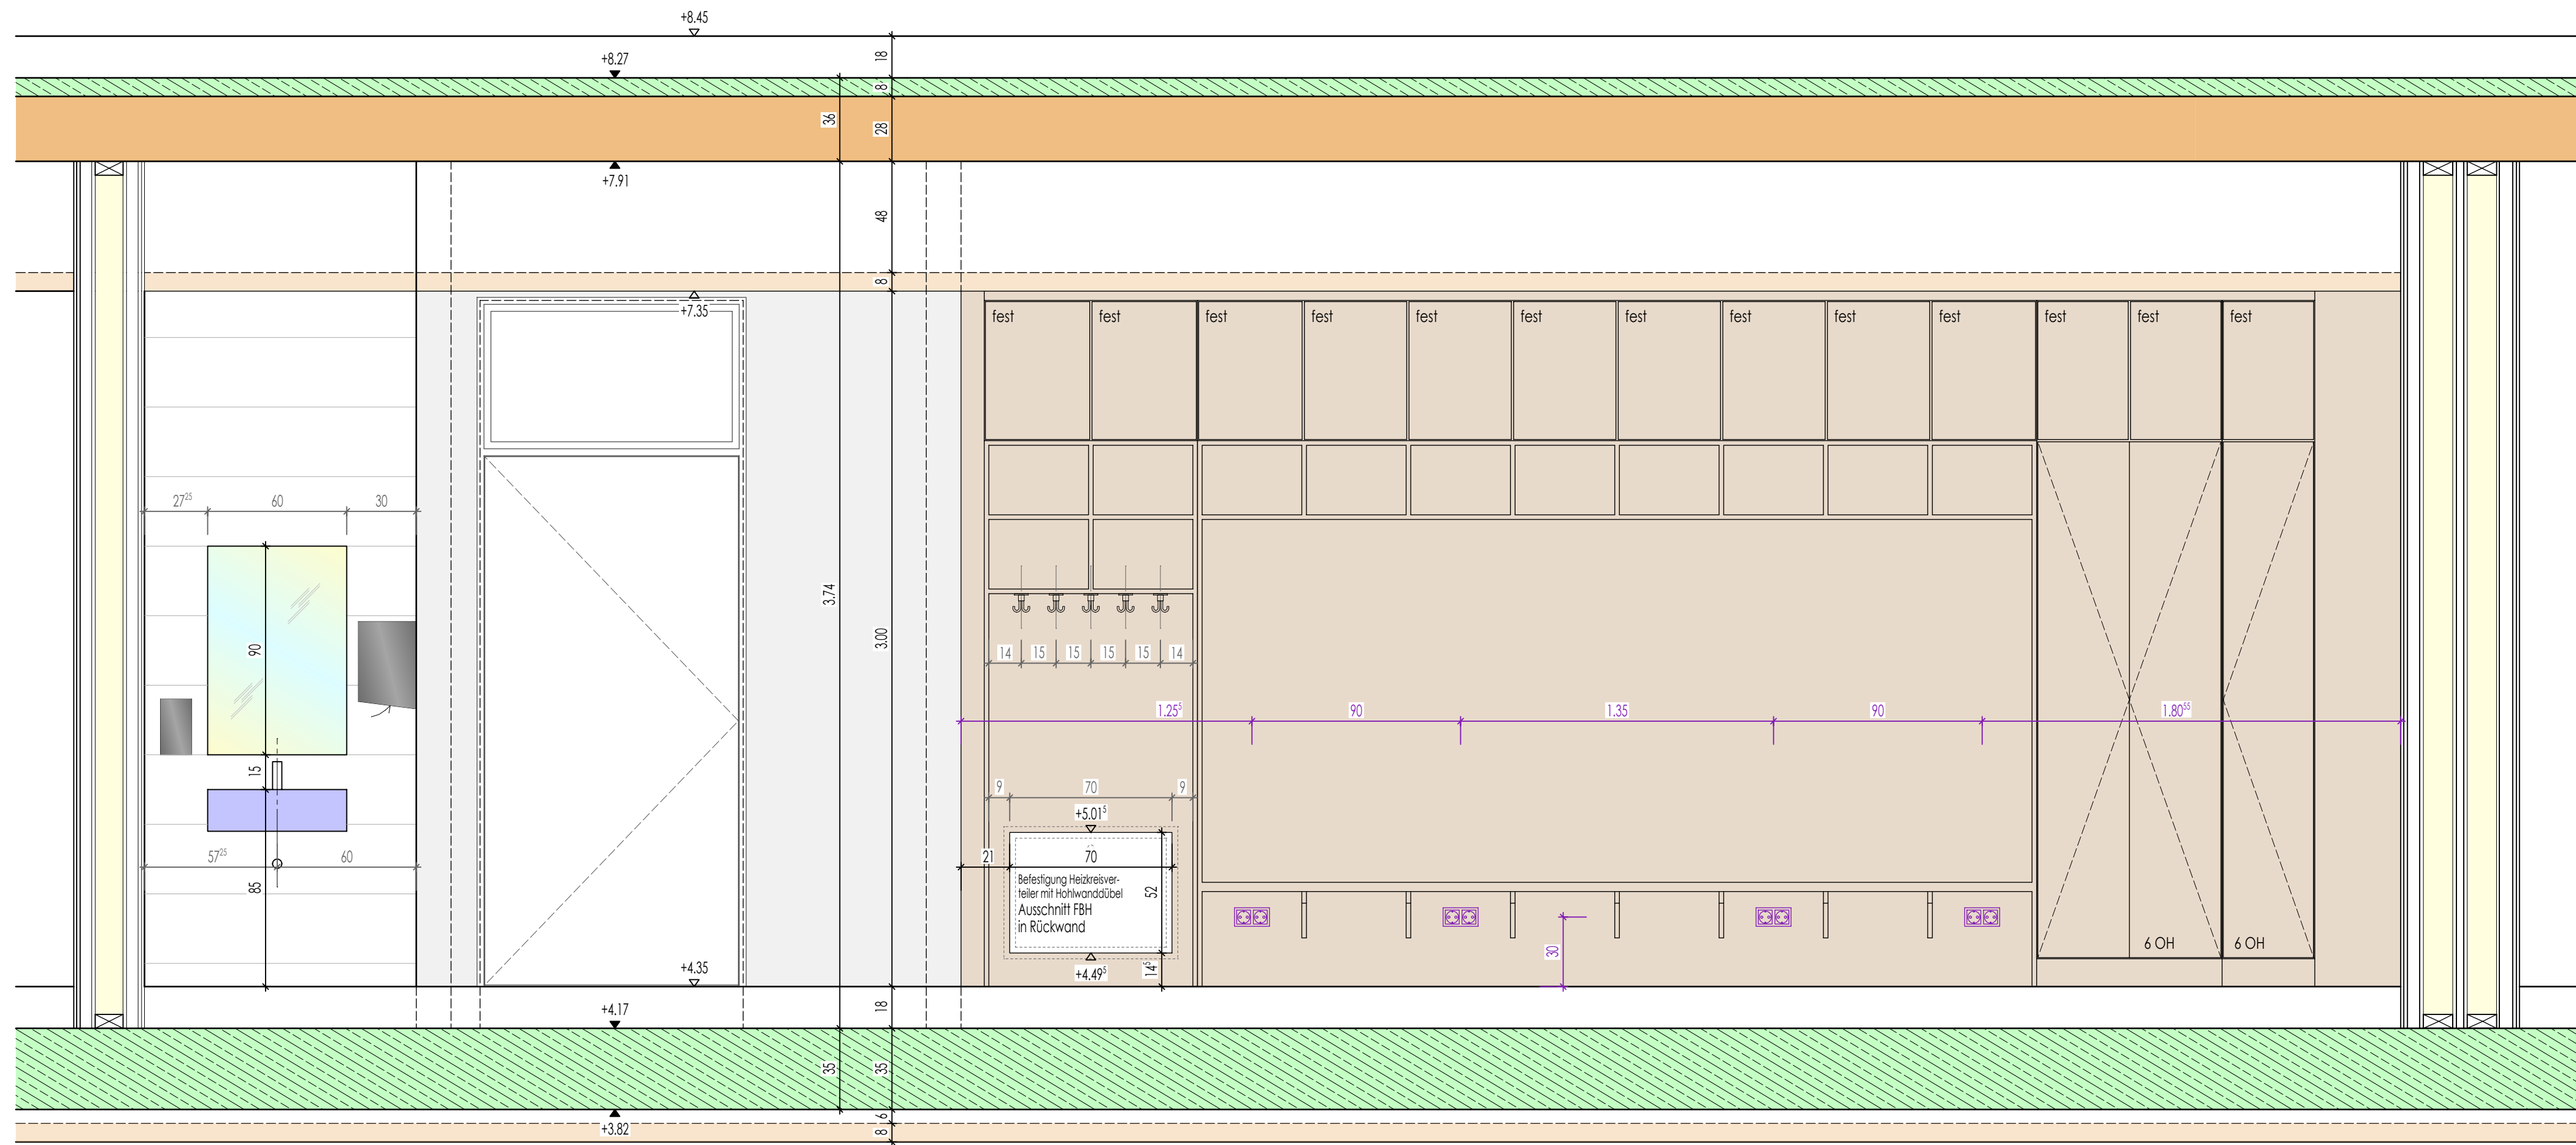 +8.45
18
+8.27
8
36
28
+7.91
48
8
+7.35
fest fest fest fest fest fest fest fest fest fest fest fest fest
27²⁵ 60 30
90
3.74
3.00
14 15 15 15 15 14
1.25⁵ 90 1.35 90 1.80⁵⁵
15
9 70 9
+5.01⁵
57²⁵ 60
21 70
85
52
Befestigung Heizkreisver-
teiler mit Hohlwanddübel
Ausschnitt FBH
in Rückwand
30
6 OH 6 OH
+4.35
+4.49⁵
14⁵
+4.17
18
35 35
6
+3.82
8